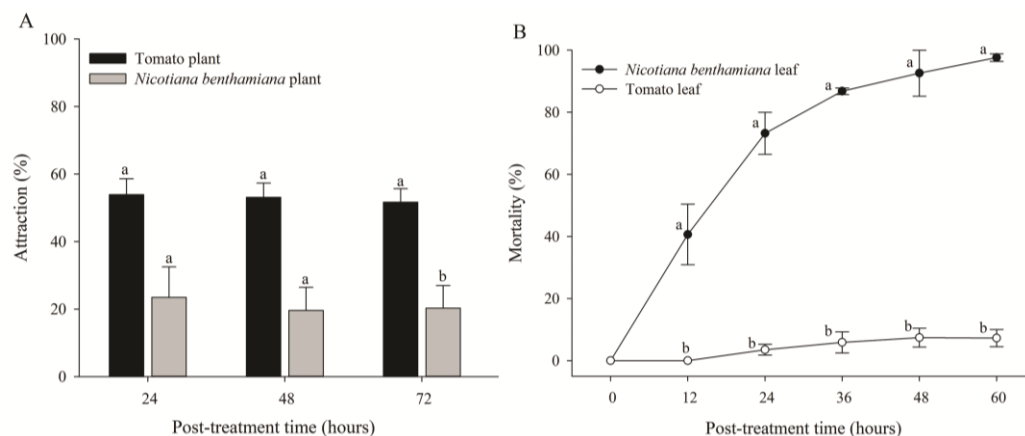 A
Tomato plant
Nicotiana benthamiana plant
Attraction (%)
100
80
60
40
20
0
a
a
a
a
a
b
24
48
72
Post-treatment time (hours)
B
Nicotiana benthamiana leaf
Tomato leaf
Mortality (%)
100
80
60
40
20
0
a
a
a
a
a
b
b
b
b
b
0
12
24
36
48
60
Post-treatment time (hours)